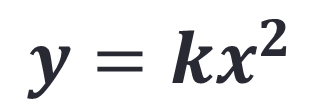 y = kx²